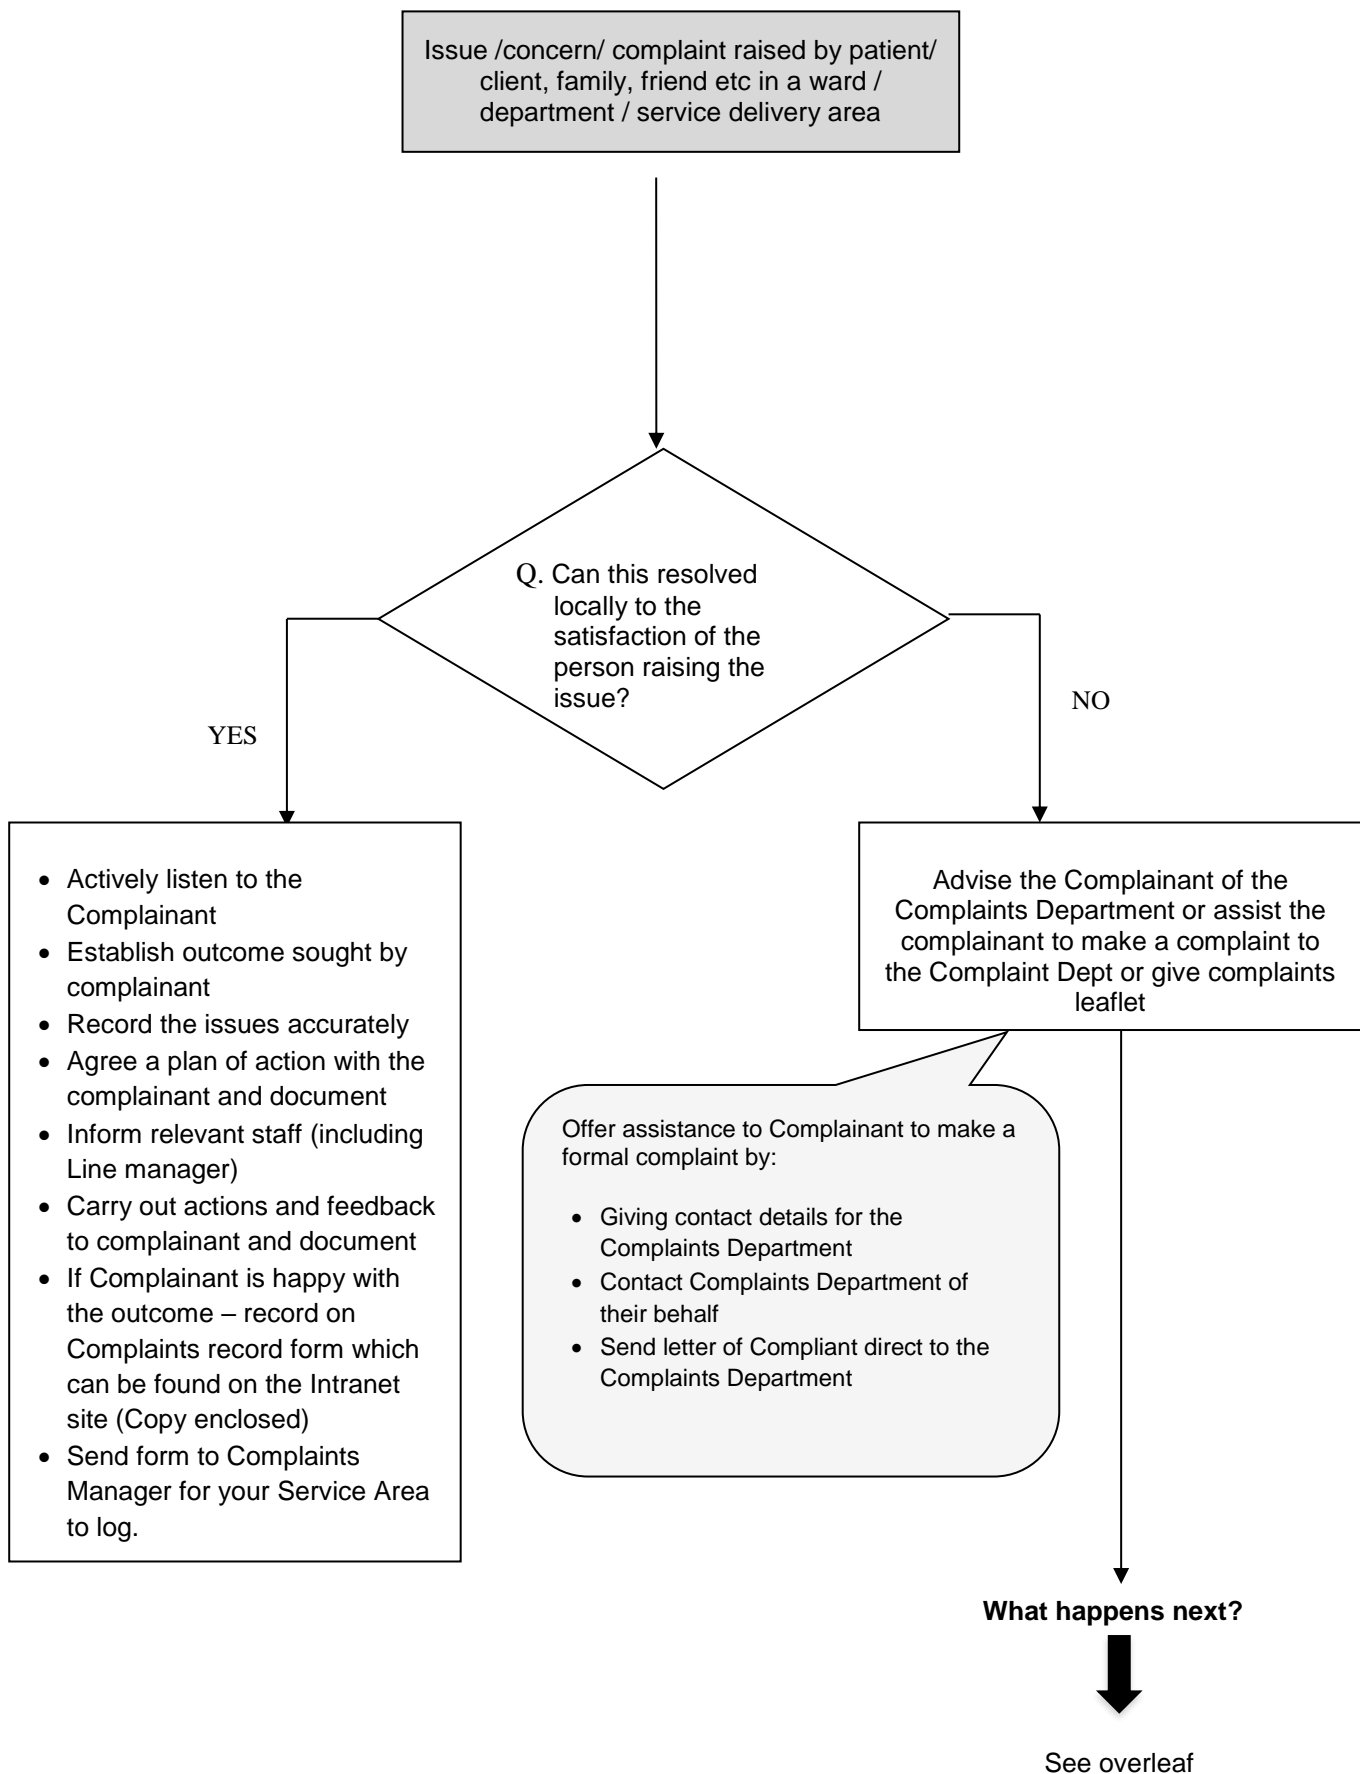 Issue /concern/ complaint raised by patient/
client, family, friend etc in a ward /
department / service delivery area
Q. Can this resolved
locally to the
satisfaction of the
person raising the
issue?
YES
NO
• Actively listen to the
Complainant
• Establish outcome sought by
complainant
• Record the issues accurately
• Agree a plan of action with the
complainant and document
• Inform relevant staff (including
Line manager)
• Carry out actions and feedback
to complainant and document
• If Complainant is happy with
the outcome – record on
Complaints record form which
can be found on the Intranet
site (Copy enclosed)
• Send form to Complaints
Manager for your Service Area
to log.
Advise the Complainant of the
Complaints Department or assist the
complainant to make a complaint to
the Complaint Dept or give complaints
leaflet
Offer assistance to Complainant to make a
formal complaint by:
• Giving contact details for the
Complaints Department
• Contact Complaints Department of
their behalf
• Send letter of Compliant direct to the
Complaints Department
What happens next?
See overleaf